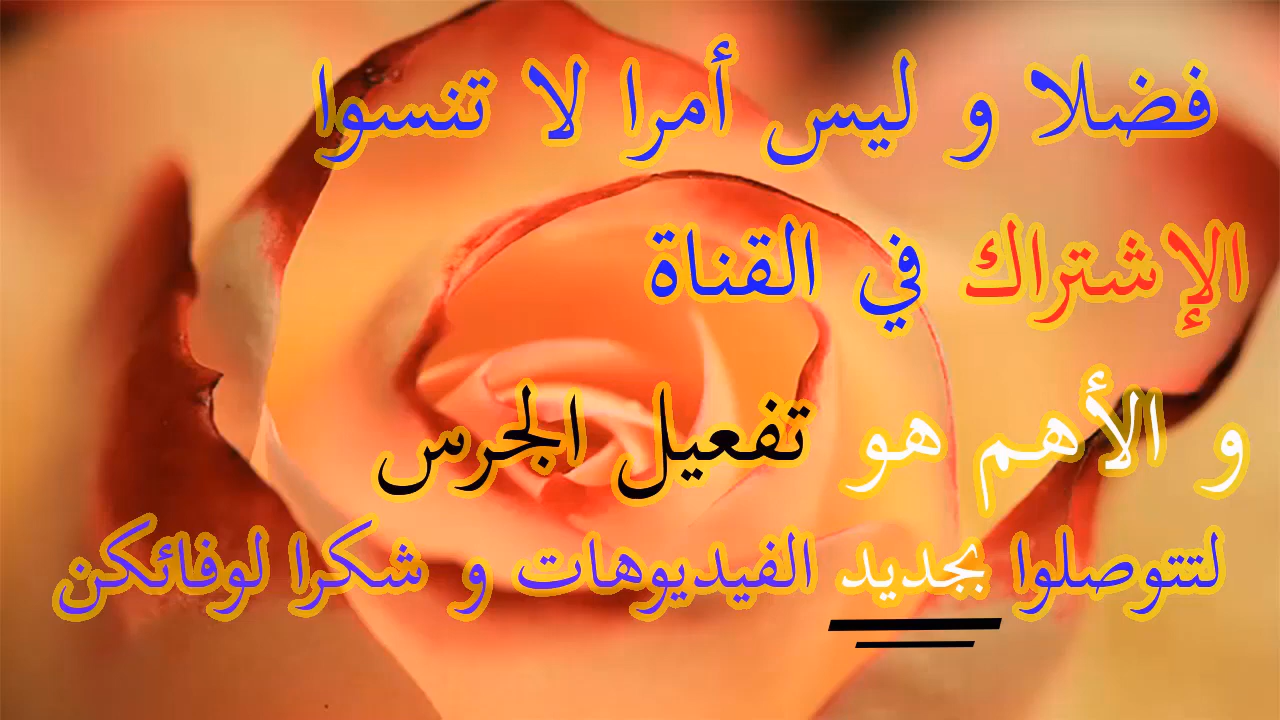 فضلا و ليس أمرا لا تنسوا
الإشتراك في القناة
و الأهم هو تفعيل الجرس
لتتوصلوا بجديد الفيديوهات و شكرا لوفائكن